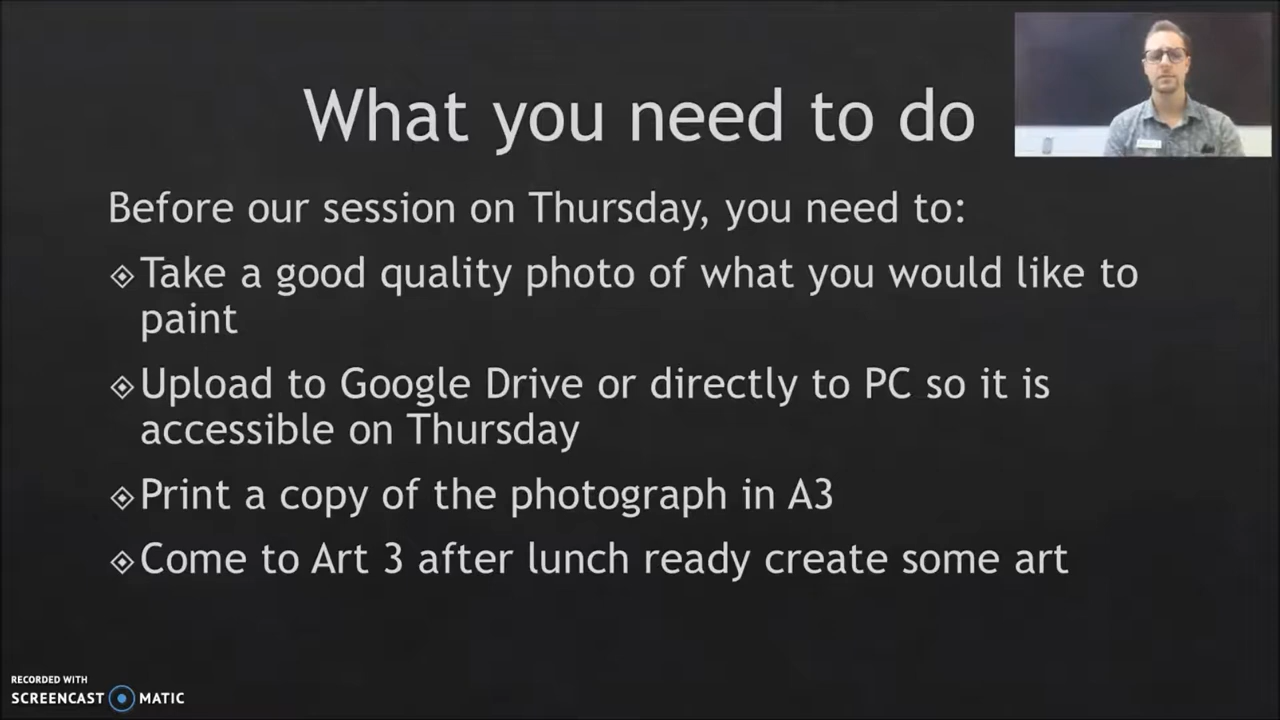 What you need to do
Before our session on Thursday, you need to:
Take a good quality photo of what you would like to
paint
Upload to Google Drive or directly to PC so it is
accessible on Thursday
Print a copy of the photograph in A3
Come to Art 3 after lunch ready create some art
RECORDED WITH
SCREENCAST MATIC